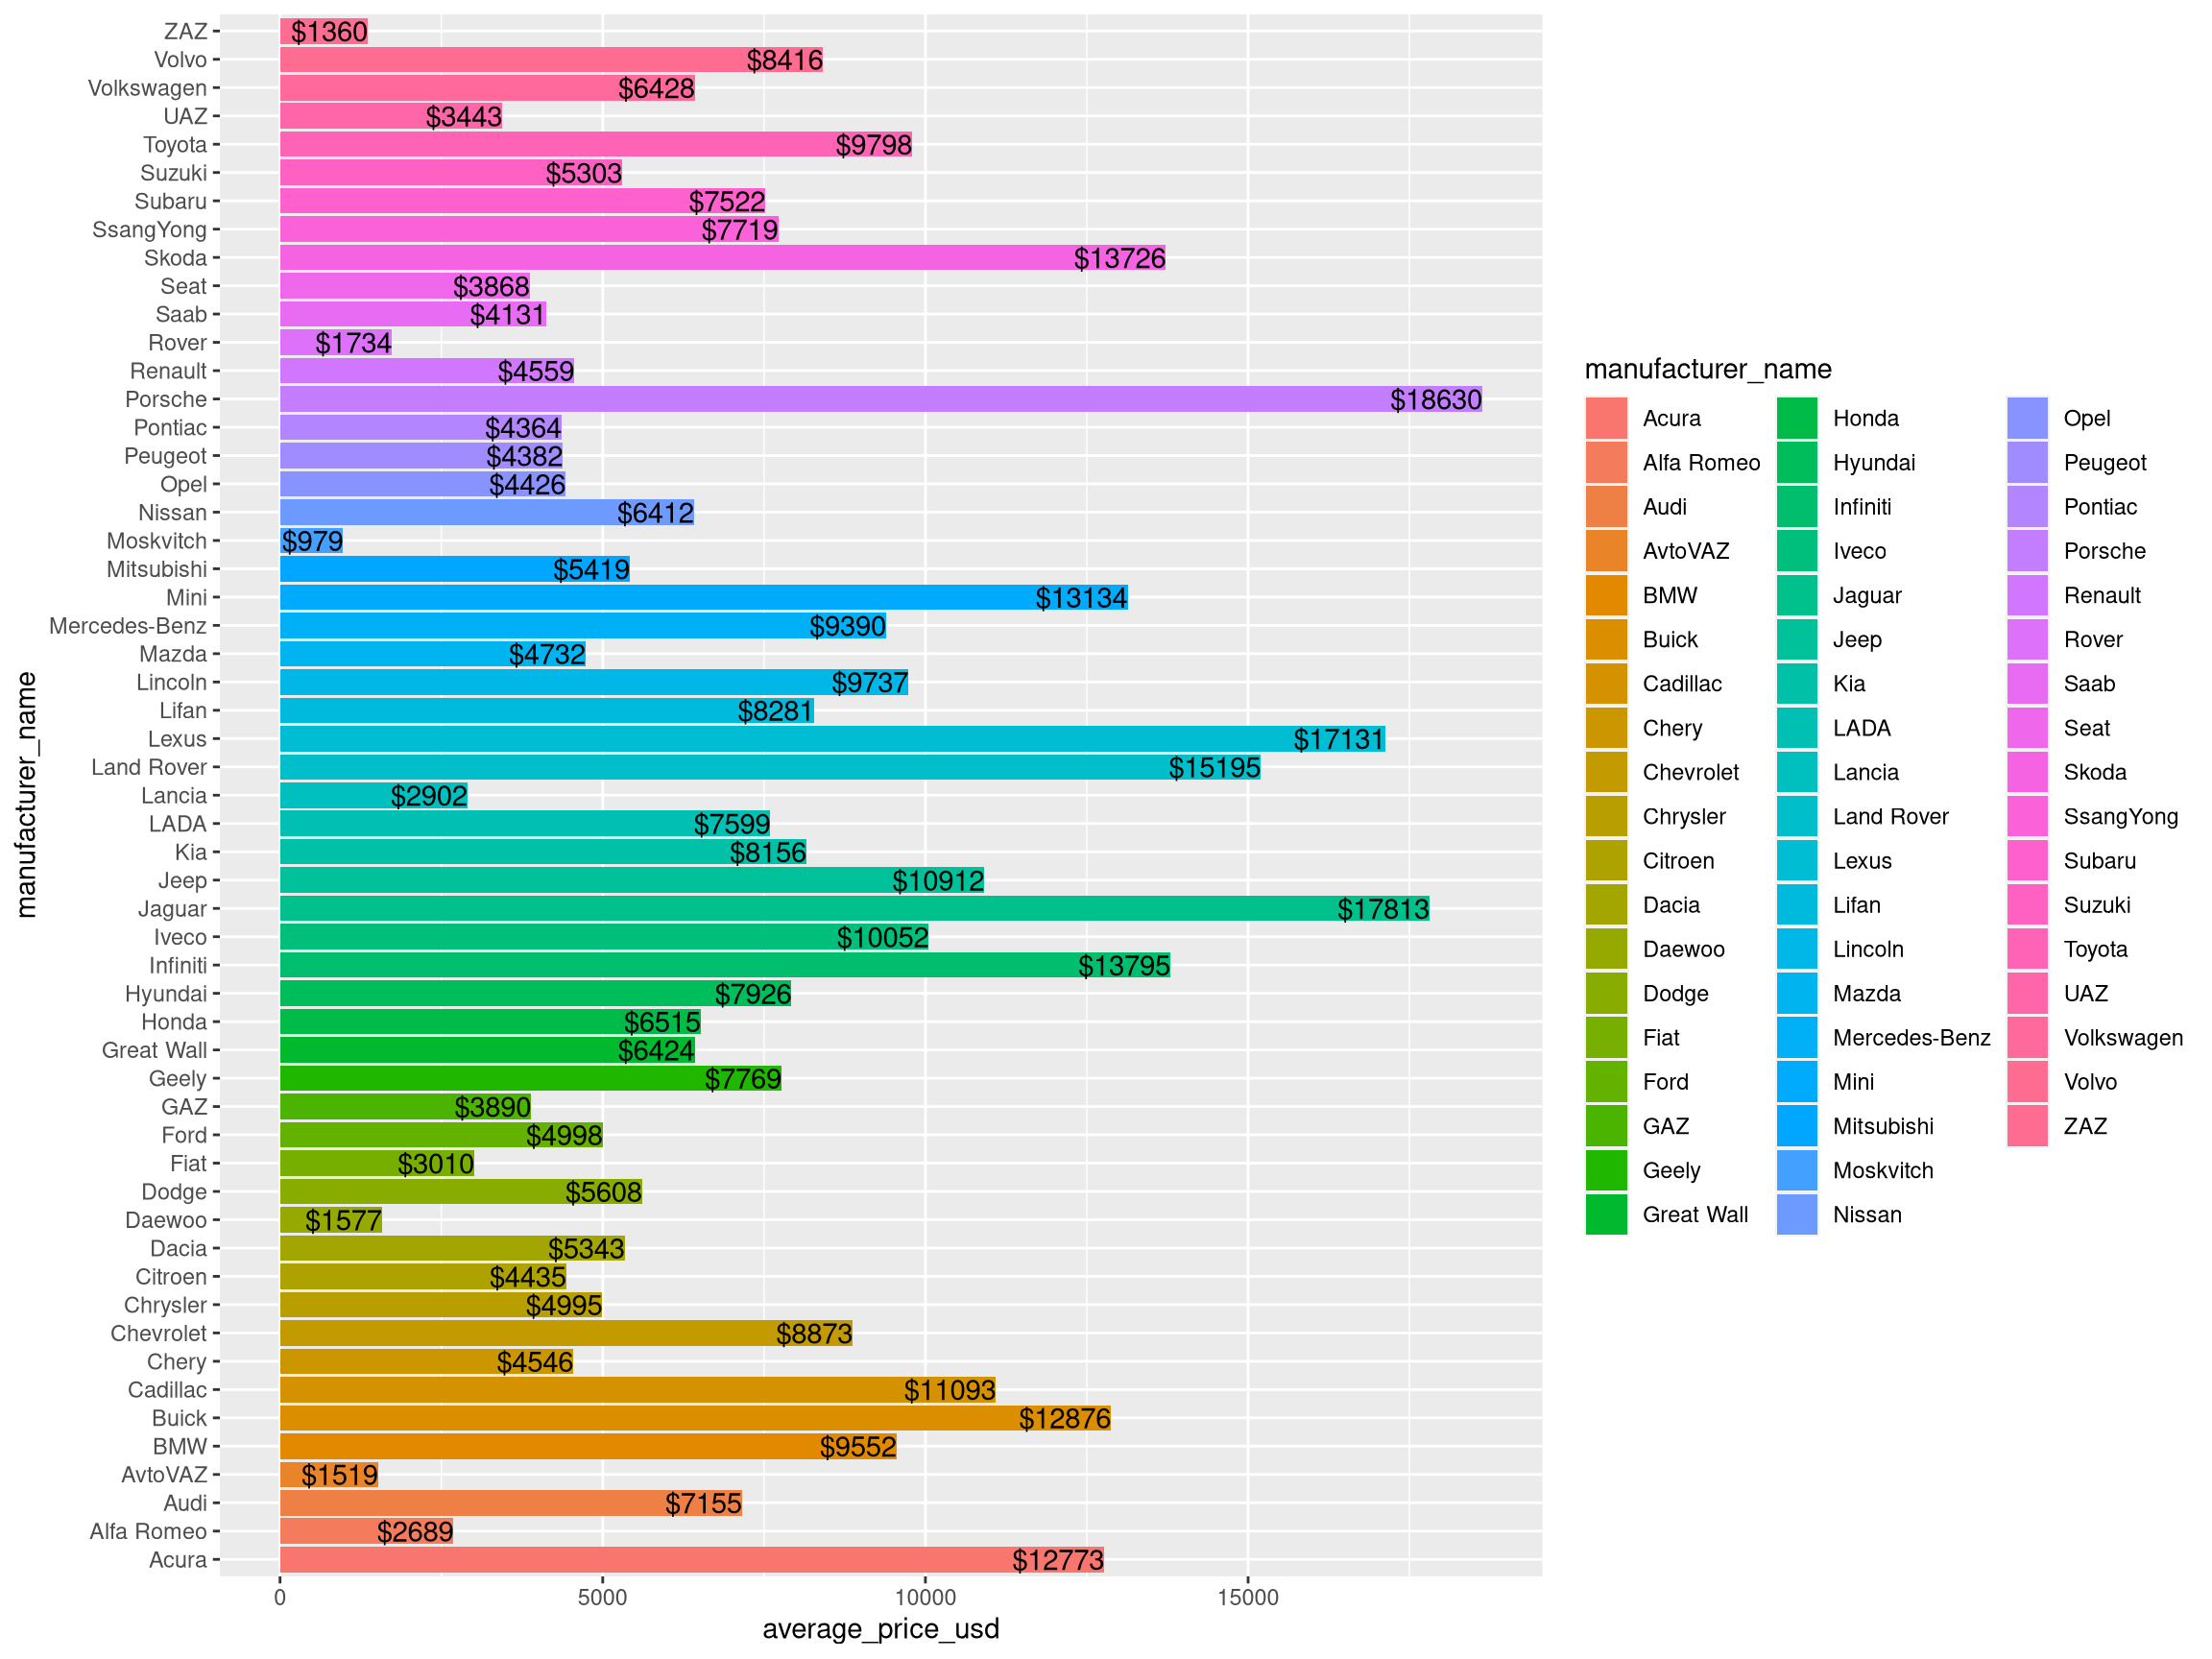 manufacturer_name
ZAZ $1360
Volvo $8416
Volkswagen $6428
UAZ $3443
Toyota $9798
Suzuki $5303
Subaru $7522
SsangYong $7719
Skoda $13726
Seat $3868
Saab $4131
Rover $1734
Renault $4559
Porsche $18630
Pontiac $4364
Peugeot $4382
Opel $4426
Nissan $6412
Moskvitch $979
Mitsubishi $5419
Mini $13134
Mercedes-Benz $9390
Mazda $4732
Lincoln $9737
Lifan $8281
Lexus $17131
Land Rover $15195
Lancia $2902
LADA $7599
Kia $8156
Jeep $10912
Jaguar $17813
Iveco $10052
Infiniti $13795
Hyundai $7926
Honda $6515
Great Wall $6424
Geely $7769
GAZ $3890
Ford $4998
Fiat $3010
Dodge $5608
Daewoo $1577
Dacia $5343
Citroen $4435
Chrysler $4995
Chevrolet $8873
Chery $4546
Cadillac $11093
Buick $12876
BMW $9552
AvtoVAZ $1519
Audi $7155
Alfa Romeo $2689
Acura $12773
0 5000 10000 15000
average_price_usd
manufacturer_name
Acura
Alfa Romeo
Audi
AvtoVAZ
BMW
Buick
Cadillac
Chery
Chevrolet
Chrysler
Citroen
Dacia
Daewoo
Dodge
Fiat
Ford
GAZ
Geely
Great Wall
Honda
Hyundai
Infiniti
Iveco
Jaguar
Jeep
Kia
LADA
Lancia
Land Rover
Lexus
Lifan
Lincoln
Mazda
Mercedes-Benz
Mini
Mitsubishi
Moskvitch
Nissan
Opel
Peugeot
Pontiac
Porsche
Renault
Rover
Saab
Seat
Skoda
SsangYong
Subaru
Suzuki
Toyota
UAZ
Volkswagen
Volvo
ZAZ